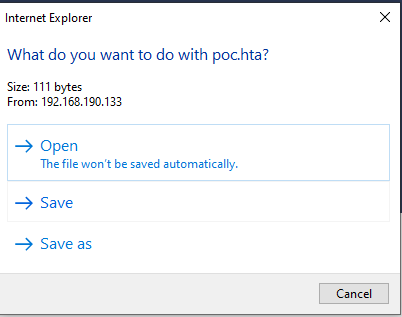 Internet Explorer
What do you want to do with poc.hta?
Size: 111 bytes
From: 192.168.190.133
Open
The file won't be saved automatically.
Save
Save as
Cancel